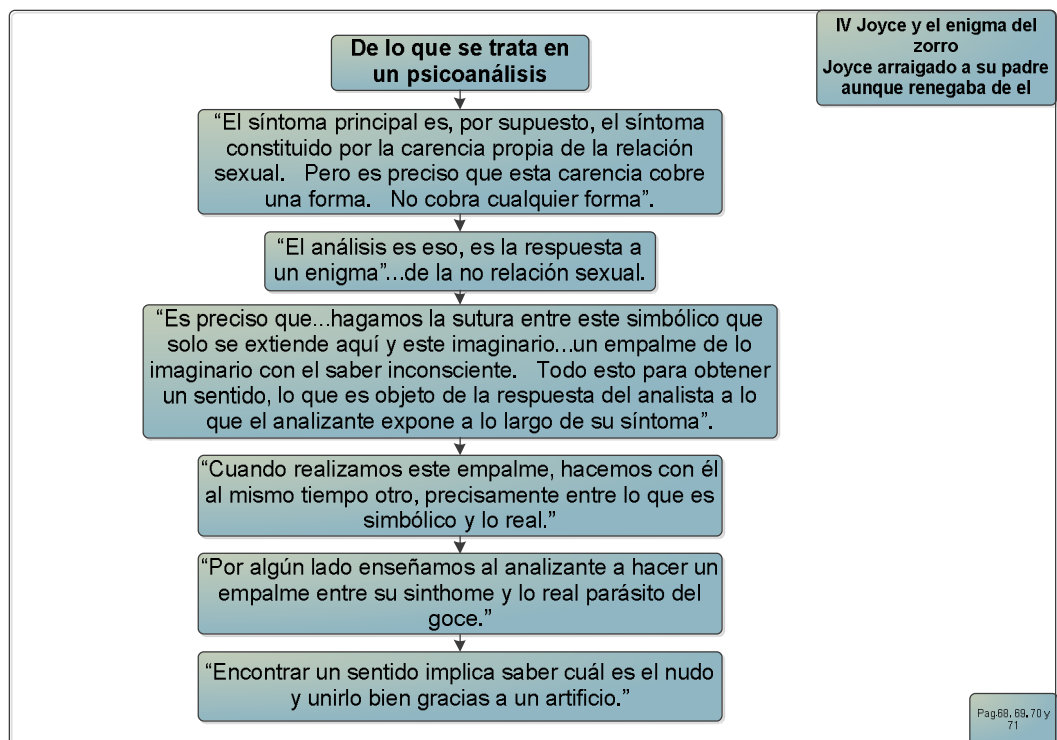 IV Joyce y el enigma del
zorro
Joyce arraigado a su padre
aunque renegaba de el
De lo que se trata en
un psicoanálisis
“El síntoma principal es, por supuesto, el síntoma
constituido por la carencia propia de la relación
sexual. Pero es preciso que esta carencia cobre
una forma. No cobra cualquier forma”.
“El análisis es eso, es la respuesta a
un enigma”...de la no relación sexual.
“Es preciso que...hagamos la sutura entre este simbólico que
solo se extiende aquí y este imaginario...un empalme de lo
imaginario con el saber inconsciente. Todo esto para obtener
un sentido, lo que es objeto de la respuesta del analista a lo
que el analizante expone a lo largo de su síntoma”.
“Cuando realizamos este empalme, hacemos con él
al mismo tiempo otro, precisamente entre lo que es
simbólico y lo real.”
“Por algún lado enseñamos al analizante a hacer un
empalme entre su sinthome y lo real parásito del
goce.”
“Encontrar un sentido implica saber cuál es el nudo
y unirlo bien gracias a un artificio.”
Pag.68, 69, 70 y
71